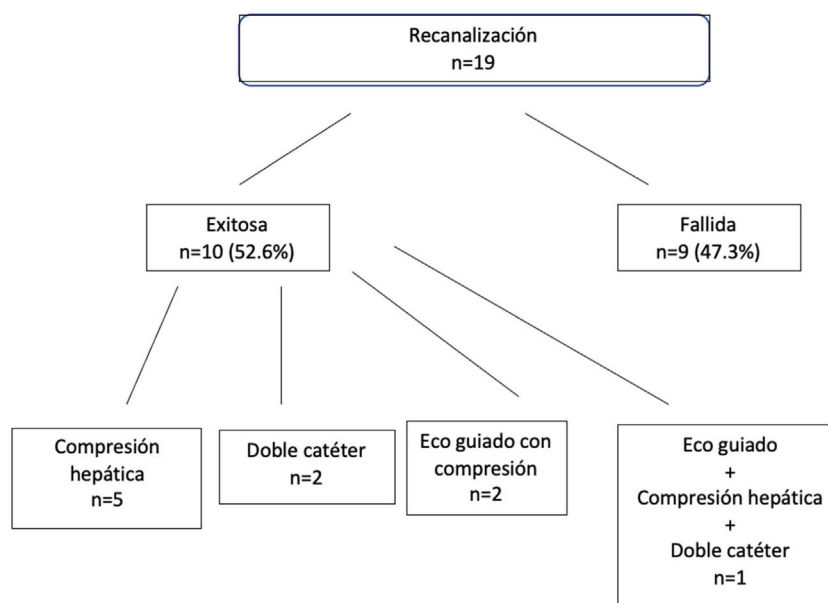 Recanalización
n=19
Exitosa
n=10 (52.6%)
Fallida
n=9 (47.3%)
Compresión
hepática
n=5
Doble catéter
n=2
Eco guiado con
compresión
n=2
Eco guiado
+
Compresión hepática
+
Doble catéter
n=1